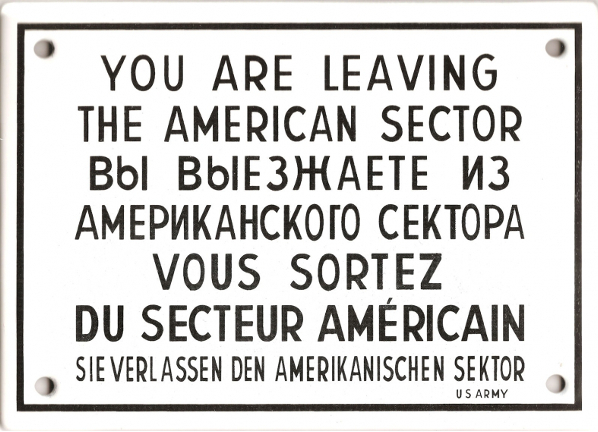 YOU ARE LEAVING
THE AMERICAN SECTOR
ВЫ ВЫЕЗЖАЕТЕ ИЗ
АМЕРИКАНСКОГО СЕКТОРА
VOUS SORTEZ
DU SECTEUR AMÉRICAIN
SIE VERLASSEN DEN AMERIKANISCHEN SEKTOR
US ARMY